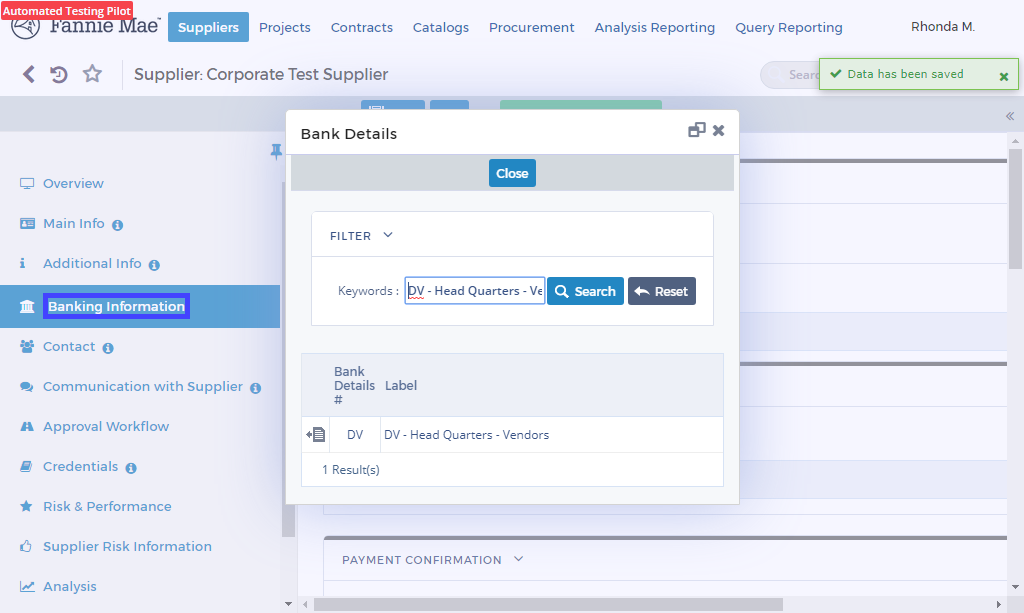 Automated Testing Pilot
Fannie Mae
Suppliers
Projects
Contracts
Catalogs
Procurement
Analysis Reporting
Query Reporting
Rhonda M.
Supplier: Corporate Test Supplier
Data has been saved
Bank Details
Close
Overview
Main Info
Additional Info
Banking Information
Contact
Communication with Supplier
Approval Workflow
Credentials
Risk & Performance
Supplier Risk Information
Analysis
FILTER
Keywords :
DV - Head Quarters -
Search
Reset
Bank
Details
#
Label
DV
DV - Head Quarters - Vendors
1 Result(s)
PAYMENT CONFIRMATION